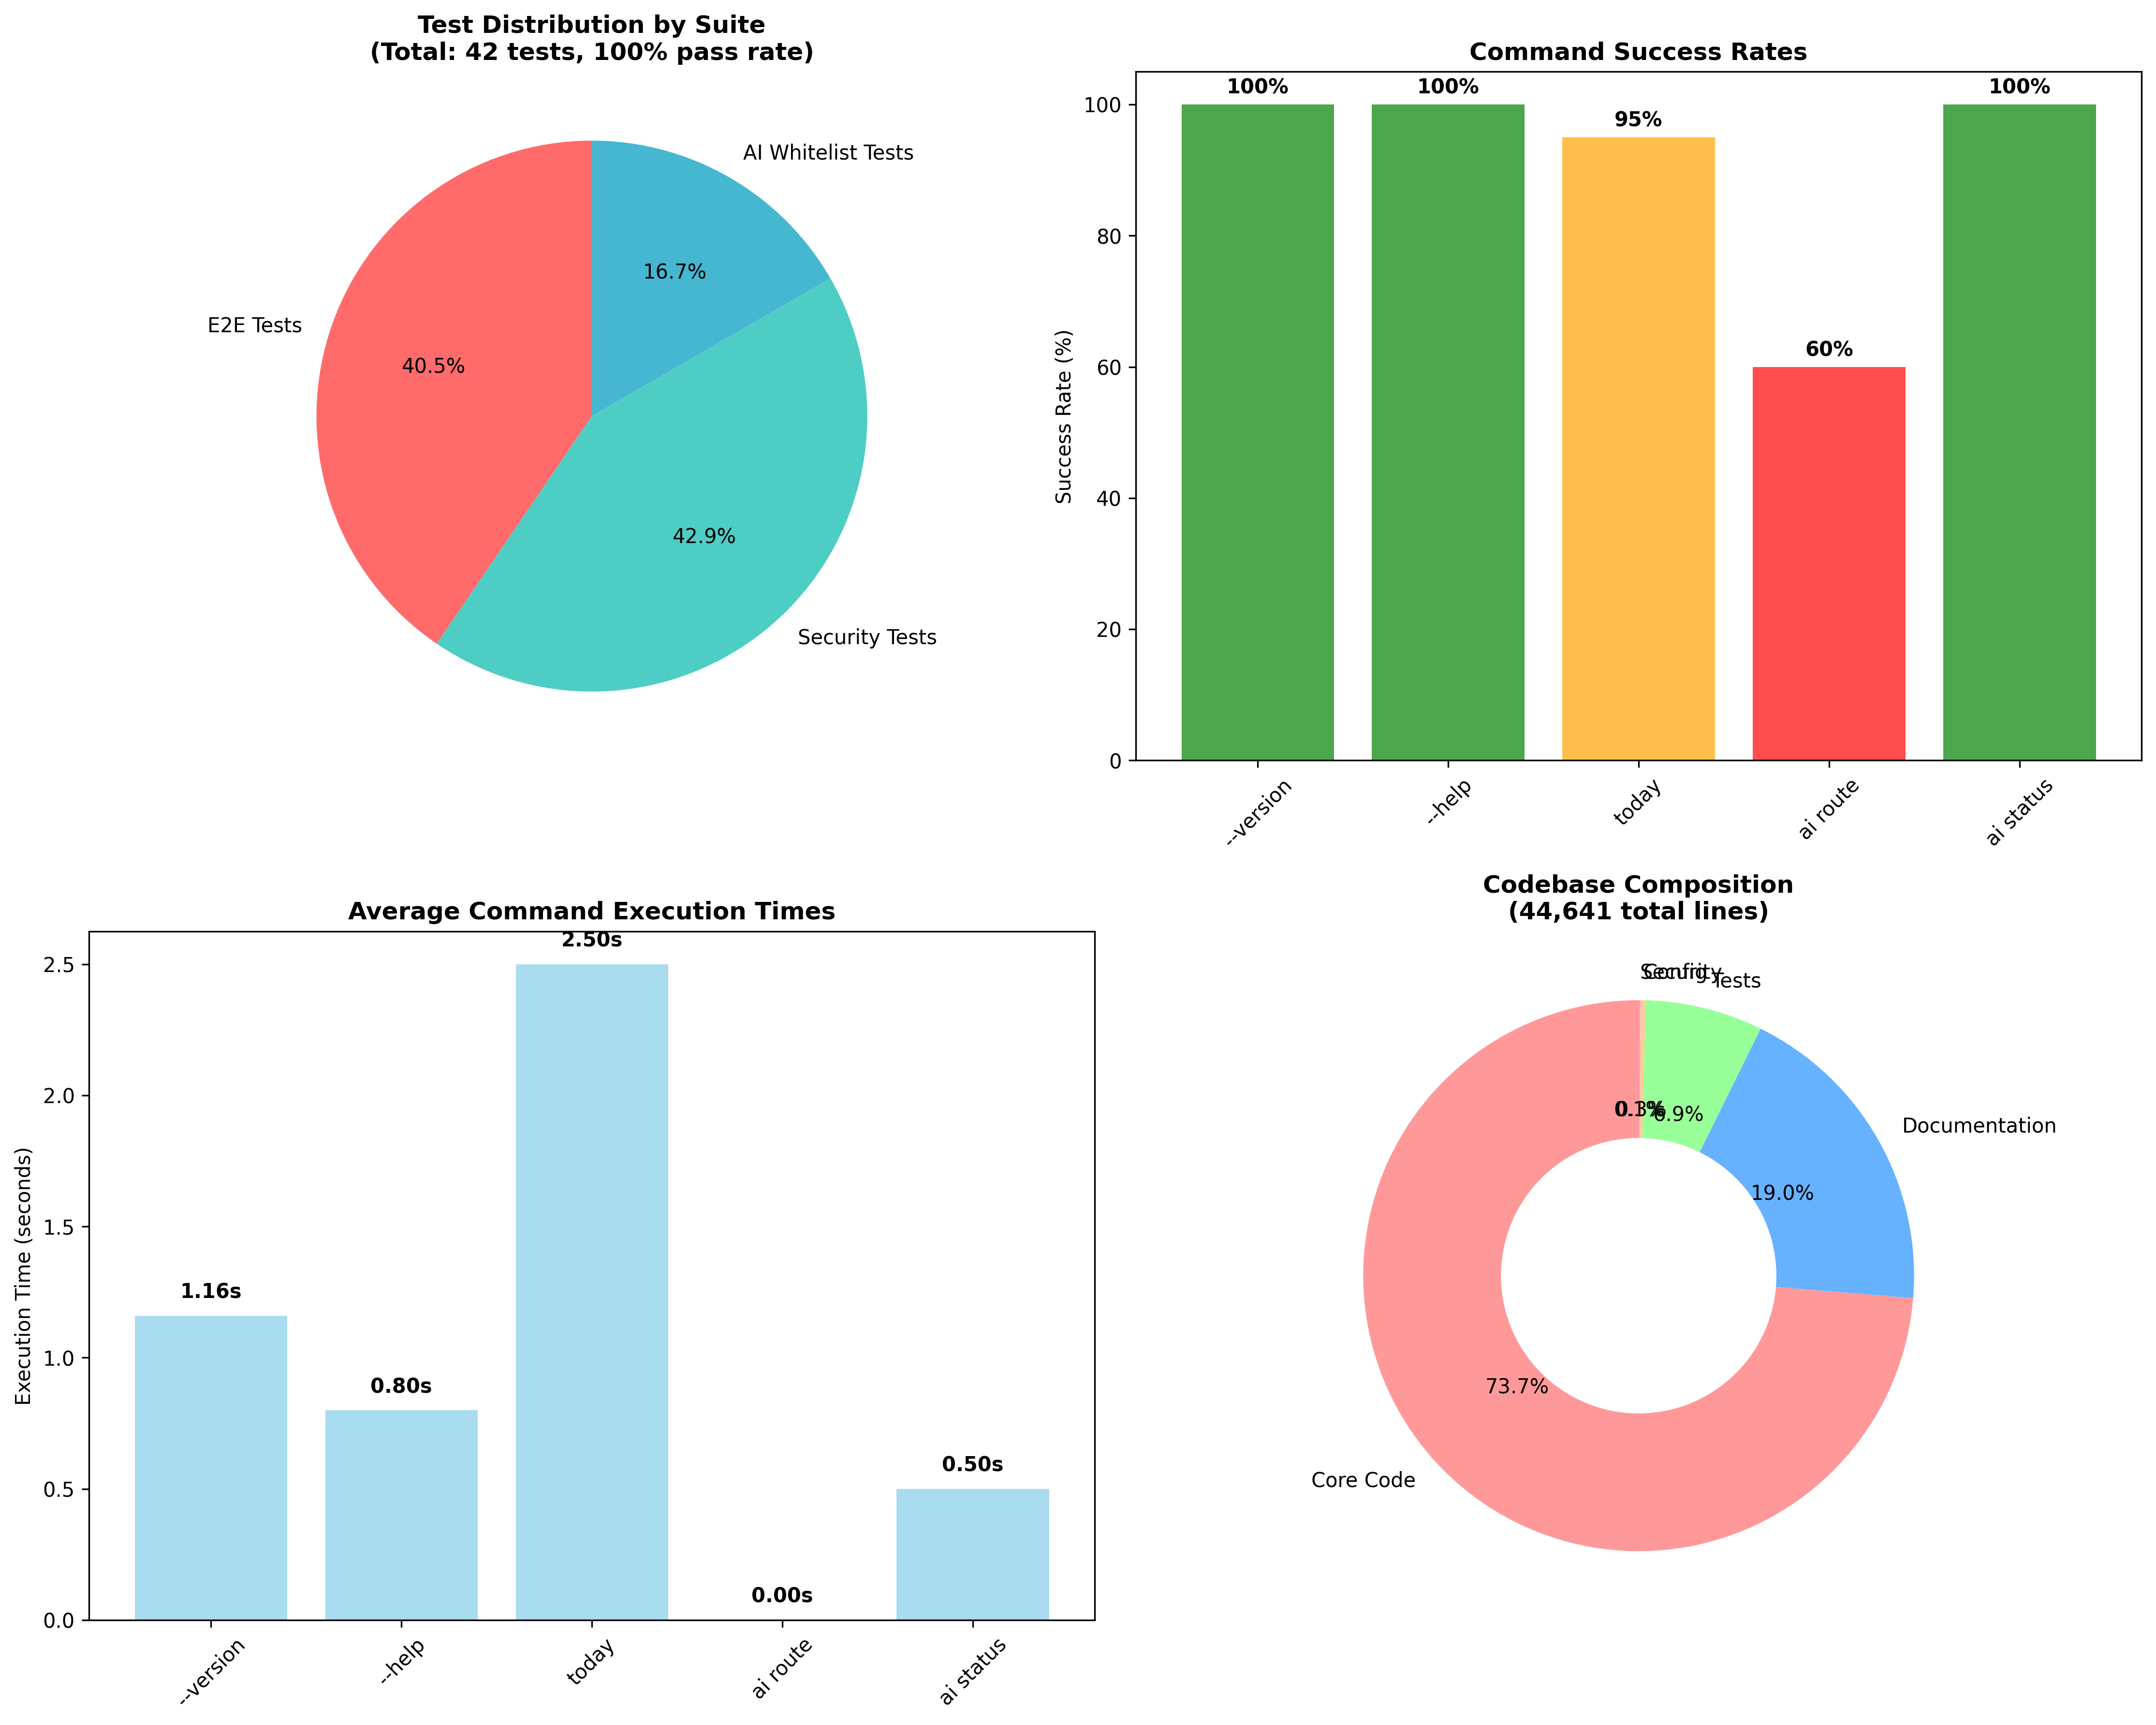 Test Distribution by Suite
(Total: 42 tests, 100% pass rate)
AI Whitelist Tests
16.7%
E2E Tests
40.5%
42.9%
Security Tests
Command Success Rates
Success Rate (%)
100
80
60
40
20
0
100%
100%
95%
60%
100%
--version
--help
today
ai route
ai status
Average Command Execution Times
Execution Time (seconds)
2.5
2.0
1.5
1.0
0.5
0.0
1.16s
0.80s
2.50s
0.00s
0.50s
--version
--help
today
ai route
ai status
Codebase Composition
(44,641 total lines)
Security
Config
Tests
6.9%
Documentation
19.0%
73.7%
Core Code